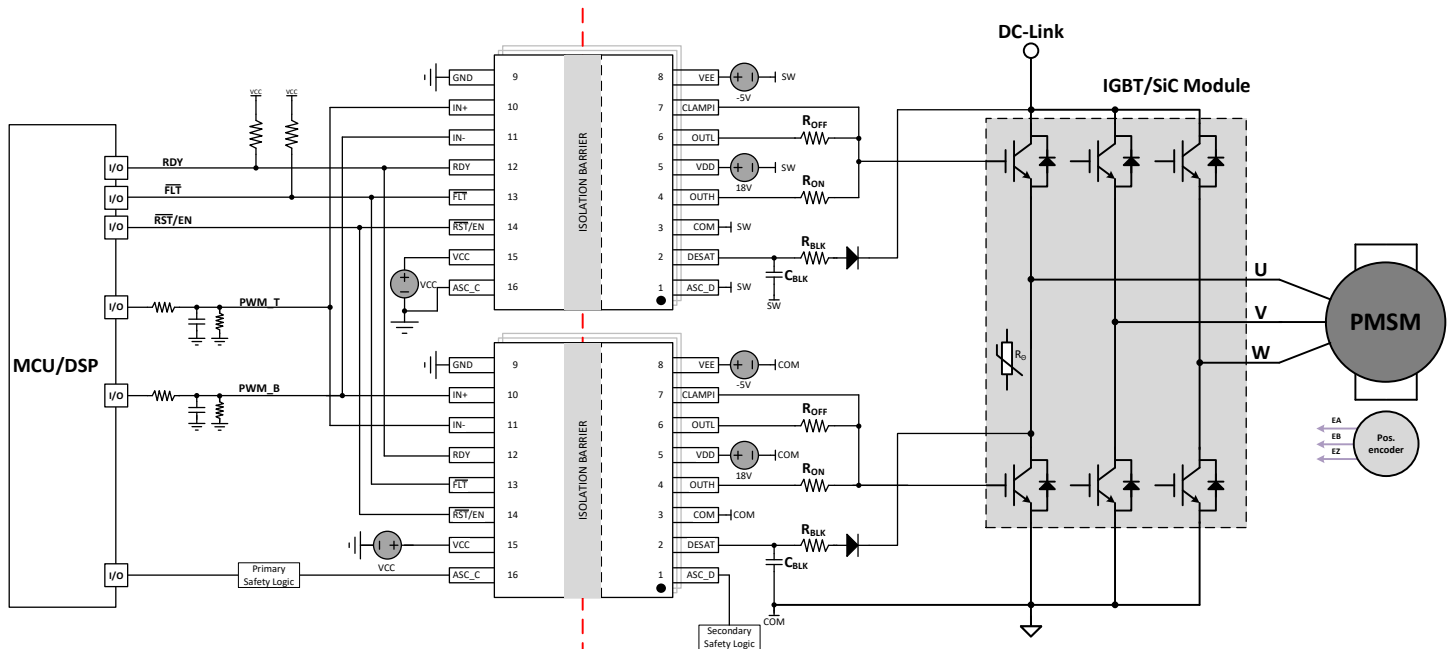 DC-Link
IGBT/SiC Module
MCU/DSP
I/O
RDY
I/O
FLT
I/O
RST/EN
I/O
PWM_T
I/O
PWM_B
I/O
Primary
Safety Logic
VCC
VCC
GND
9
IN+
10
IN-
11
RDY
12
FLT
13
RST/EN
14
VCC
15
ASC_C
16
VCC
ISOLATION BARRIER
8
VEE
7
CLAMPI
6
OUTL
5
VDD
4
OUTH
3
COM
2
DESAT
1
ASC_D
SW
-5V
ROFF
SW
18V
RON
SW
RBLK
CBLK
SW
SW
GND
9
IN+
10
IN-
11
RDY
12
FLT
13
RST/EN
14
VCC
15
ASC_C
16
VCC
ISOLATION BARRIER
8
VEE
7
CLAMPI
6
OUTL
5
VDD
4
OUTH
3
COM
2
DESAT
1
ASC_D
COM
-5V
ROFF
COM
18V
RON
COM
RBLK
CBLK
COM
Secondary
Safety Logic
RΘ
U
V
W
PMSM
EA
EB
EZ
Pos.
encoder